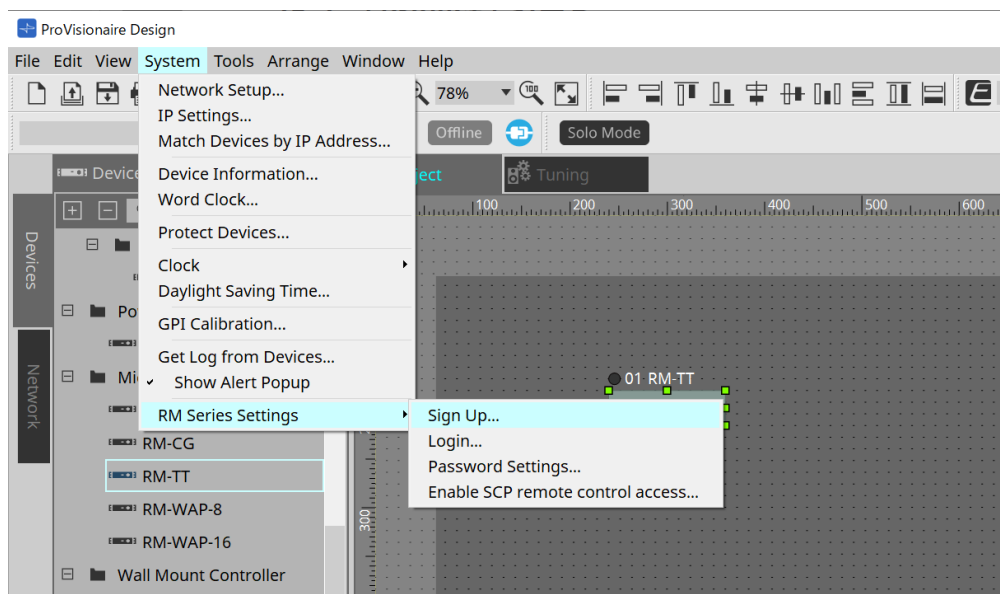 ProVisionaire Design
File Edit View System Tools Arrange Window Help
78%
100
Offline
Solo Mode
Network Setup...
IP Settings...
Match Devices by IP Address...
Device Information...
Word Clock...
Protect Devices...
Clock
Daylight Saving Time...
GPI Calibration...
Get Log from Devices...
Show Alert Popup
RM Series Settings
Sign Up...
Login...
Password Settings...
Enable SCP remote control access...
Tuning
100 200 300 400 500 600
Devices
Network
01 RM-TT
RM-CG
RM-TT
RM-WAP-8
RM-WAP-16
Wall Mount Controller
300